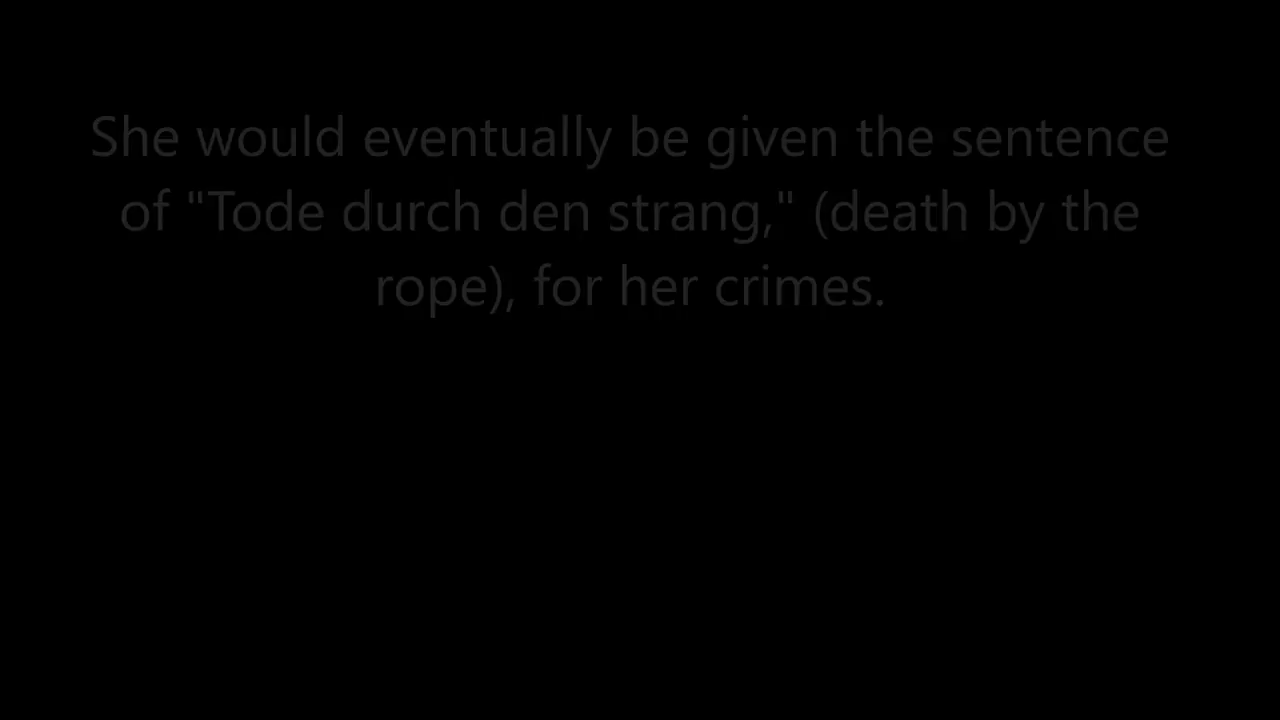 She would eventually be given the sentence
of "Tode durch den strang," (death by the
rope), for her crimes.